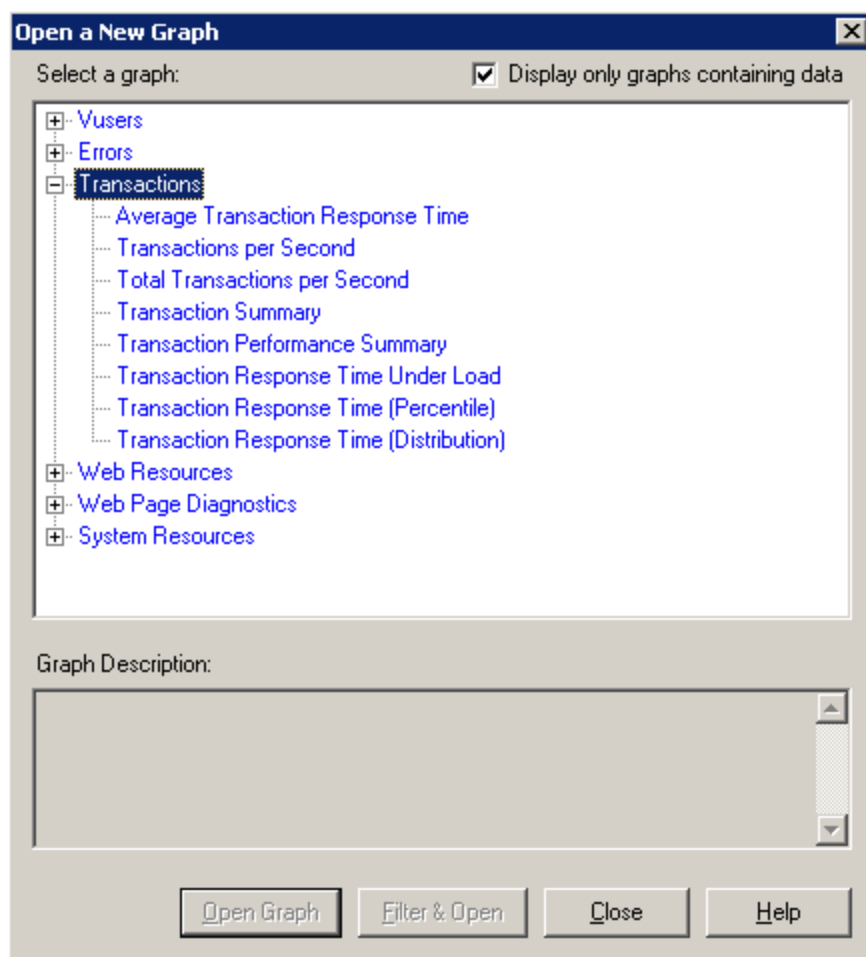 Open a New Graph
Select a graph: Display only graphs containing data
Vusers
Errors
Transactions
Average Transaction Response Time
Transactions per Second
Total Transactions per Second
Transaction Summary
Transaction Performance Summary
Transaction Response Time Under Load
Transaction Response Time (Percentile)
Transaction Response Time (Distribution)
Web Resources
Web Page Diagnostics
System Resources
Graph Description:
Open Graph Filter & Open Close Help